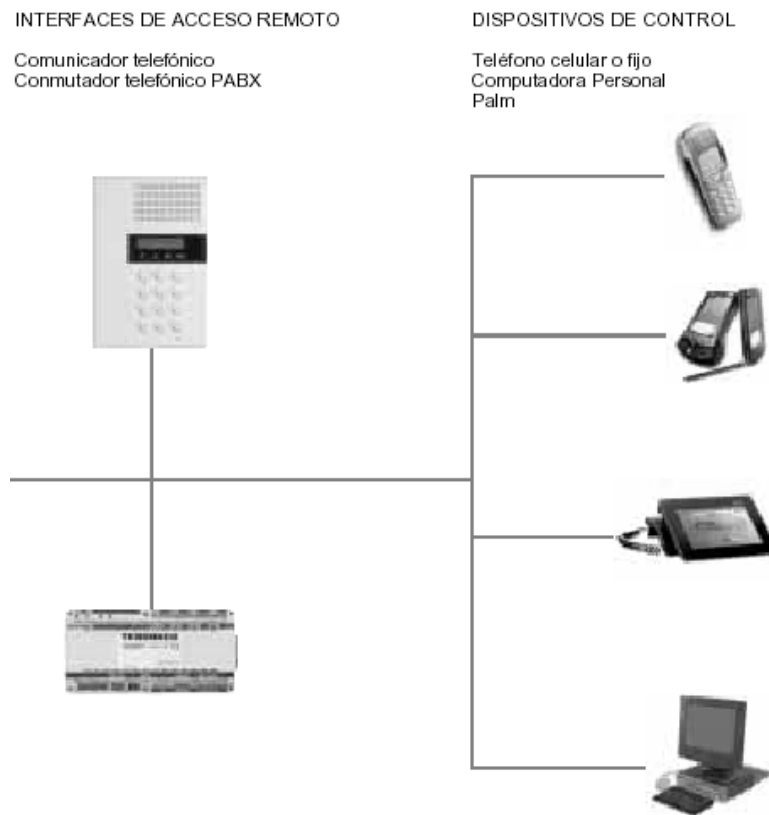 INTERFACES DE ACCESO REMOTO
Comunicador telefónico
Conmutador telefónico PABX
DISPOSITIVOS DE CONTROL
Teléfono celular o fijo
Computadora Personal
Palm